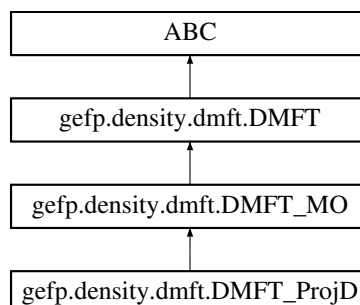 ABC
gefp.density.dmft.DMFT
gefp.density.dmft.DMFT_MO
gefp.density.dmft.DMFT_ProjD